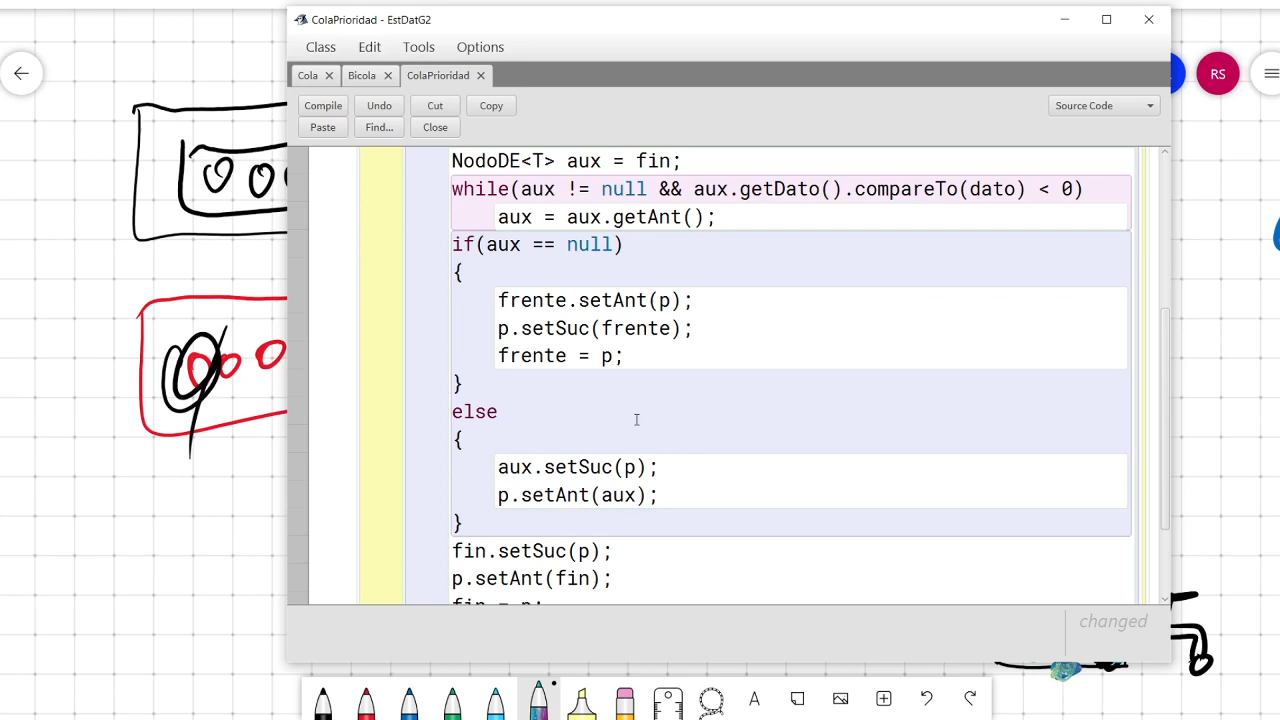 ColaPrioridad - EstDatG2
Class Edit Tools Options
Cola Bicola ColaPrioridad
RS
Compile Undo Cut Copy Source Code
Paste Find... Close
NodoDE<T> aux = fin;
while(aux != null && aux.getDato().compareTo(dato) < 0)
aux = aux.getAnt();
if(aux == null)
{
frente.setAnt(p);
p.setSuc(frente);
frente = p;
}
else
{
aux.setSuc(p);
p.setAnt(aux);
}
fin.setSuc(p);
p.setAnt(fin);
fin = p;
changed
A